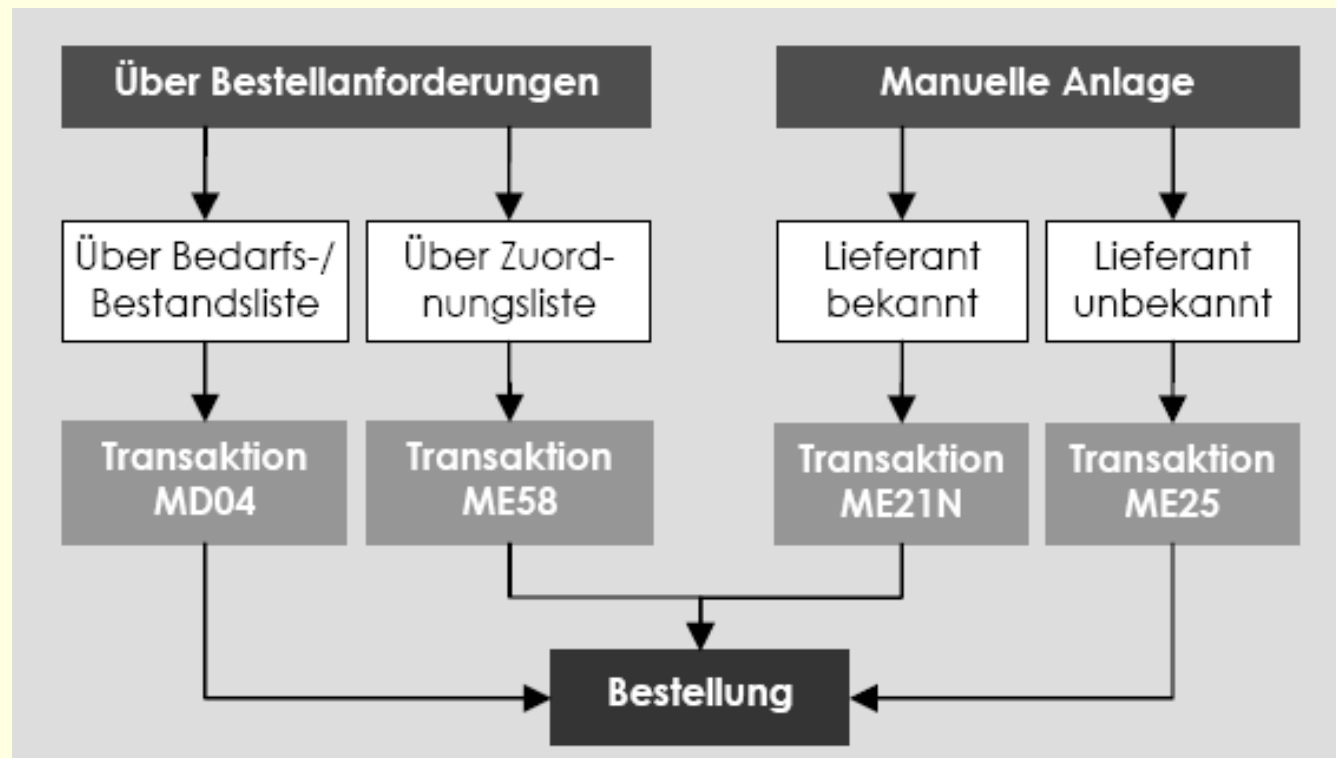 Über Bestellanforderungen
Manuelle Anlage
Über Bedarfs-/
Bestandsliste
Über Zuord-
nungsliste
Lieferant
bekannt
Lieferant
unbekannt
Transaktion
MD04
Transaktion
ME58
Transaktion
ME21N
Transaktion
ME25
Bestellung